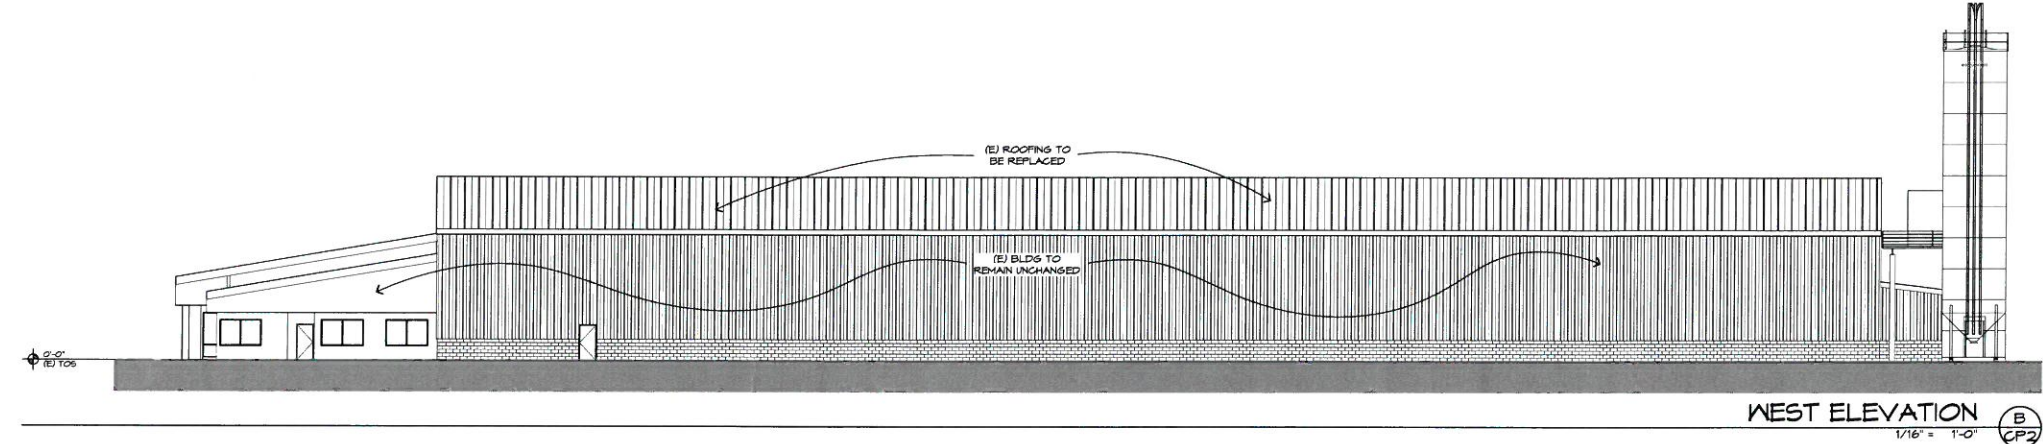 (E) ROOFING TO
BE REPLACED
(E) BLDG TO
REMAIN UNCHANGED
0'-0"
(E) TOS
WEST ELEVATION
1/16" = 1'-0"
B
CP2